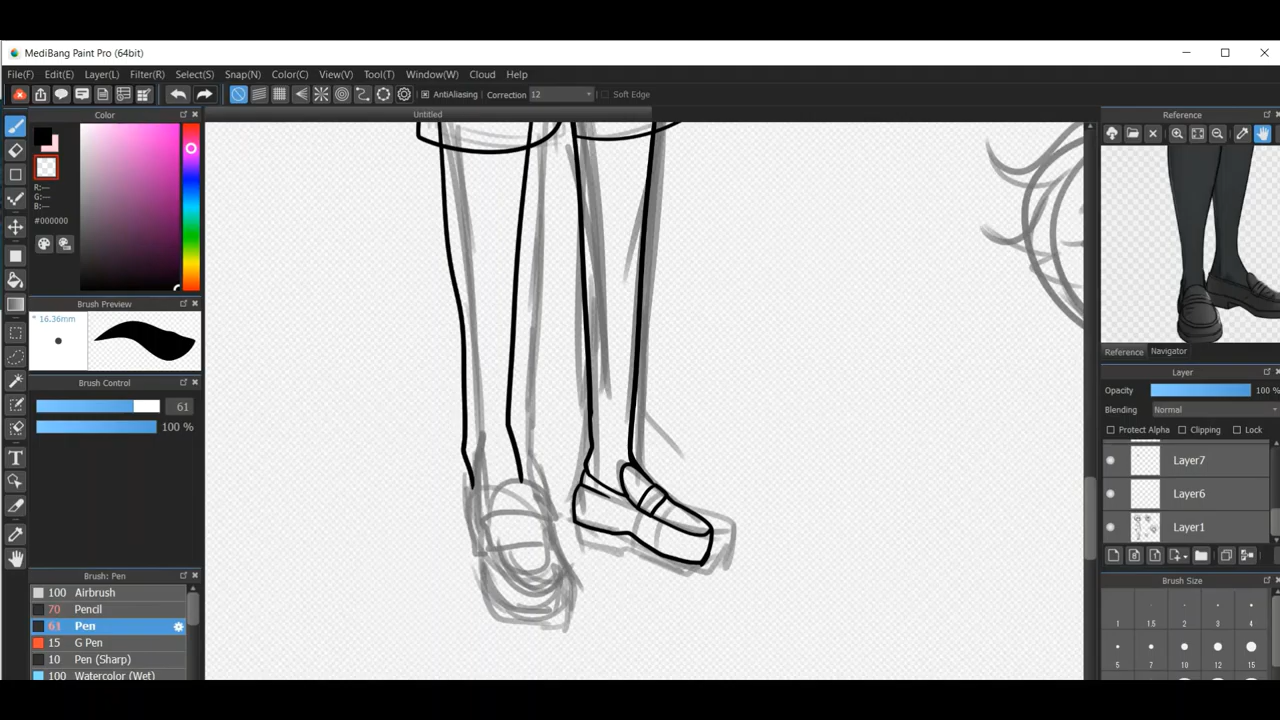 MediBang Paint Pro (64bit)
File(F) Edit(E) Layer(L) Filter(R) Select(S) Snap(N) Color(C) View(V) Tool(T) Window(W) Cloud Help
AntiAliasing Correction 12 Soft Edge
Color
Untitled
Reference
R:---
G:---
B:---
#000000
Brush Preview
* 16.36mm
Reference Navigator
Layer
Brush Control
Opacity 100 %
61
Blending Normal
100 %
Protect Alpha Clipping Lock
Layer7
Layer6
Layer1
Brush: Pen
Brush Size
100 Airbrush
70 Pencil
61 Pen
15 G Pen
10 Pen (Sharp)
100 Watercolor (Wet)
1 1.5 2 3 4
5 7 10 12 15